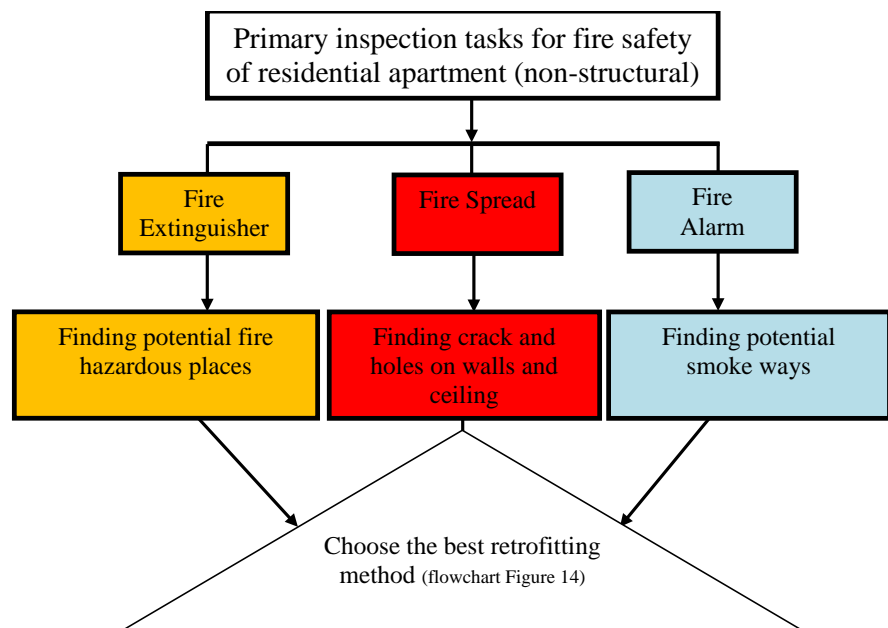 Primary inspection tasks for fire safety
of residential apartment (non-structural)
Fire
Extinguisher
Fire Spread
Fire
Alarm
Finding potential fire
hazardous places
Finding crack and
holes on walls and
ceiling
Finding potential
smoke ways
Choose the best retrofitting
method (flowchart Figure 14)